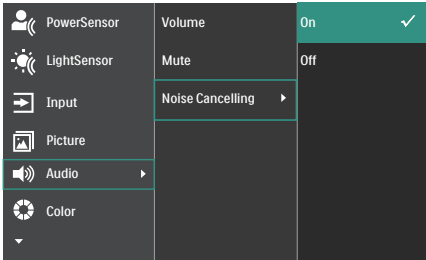 PowerSensor
LightSensor
Input
Picture
Audio
Color
Volume
Mute
Noise Cancelling
On
Off